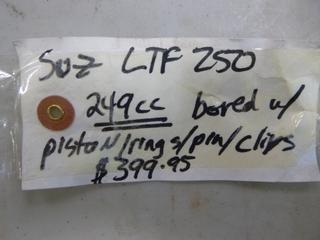 Suz LTF 250
249cc bored w/
piston/rings/pin/clips
$399.95